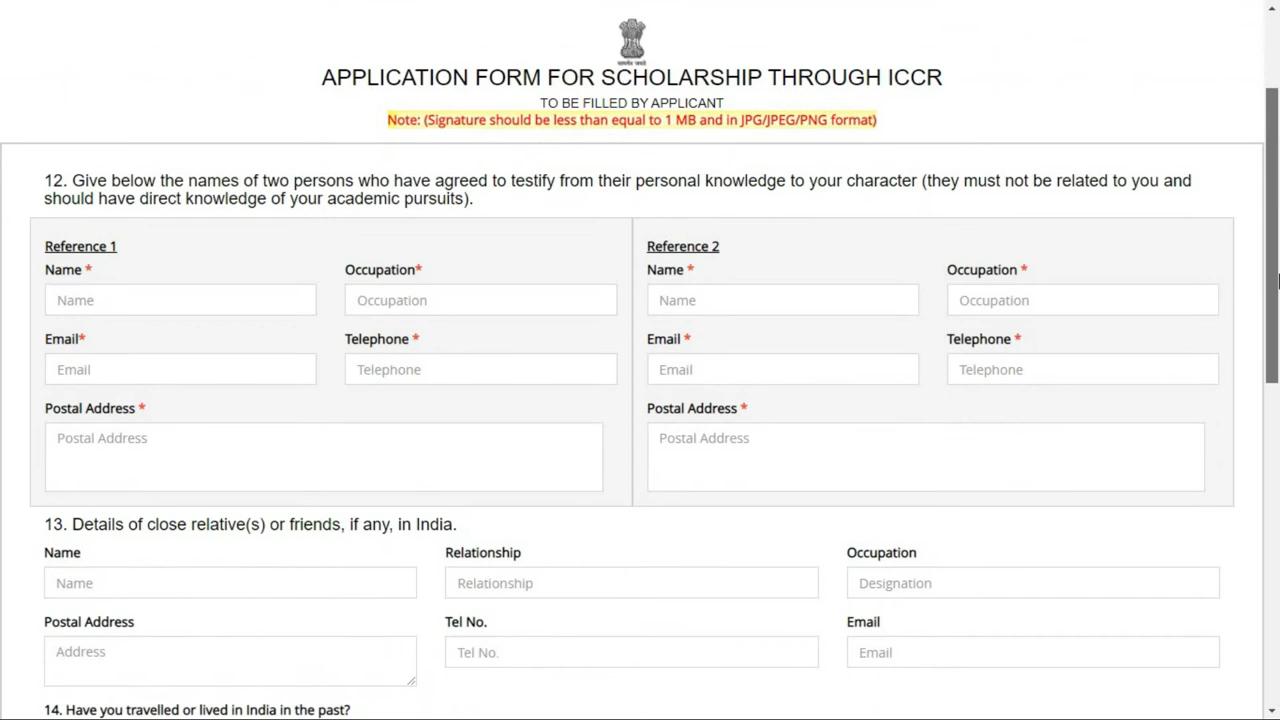 APPLICATION FORM FOR SCHOLARSHIP THROUGH ICCR
TO BE FILLED BY APPLICANT
Note: (Signature should be less than equal to 1 MB and in JPG/JPEG/PNG format)
12. Give below the names of two persons who have agreed to testify from their personal knowledge to your character (they must not be related to you and
should have direct knowledge of your academic pursuits).
Reference 1
Name *
Occupation*
Name
Occupation
Email*
Telephone *
Email
Telephone
Postal Address *
Postal Address
Reference 2
Name *
Occupation *
Name
Occupation
Email *
Telephone *
Email
Telephone
Postal Address *
Postal Address
13. Details of close relative(s) or friends, if any, in India.
Name
Relationship
Occupation
Name
Relationship
Designation
Postal Address
Tel No.
Email
Address
Tel No.
Email
14. Have you travelled or lived in India in the past?